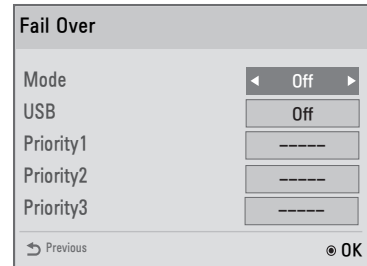 Fail Over
Mode ◄ Off ►
USB Off
Priority1 -----
Priority2 -----
Priority3 -----
Previous ◉ OK